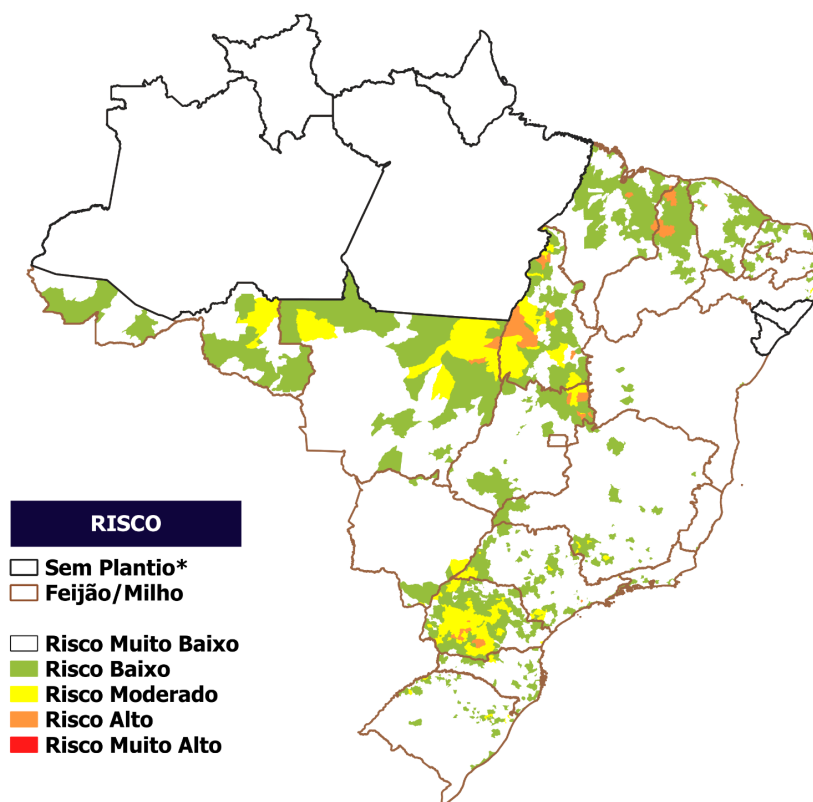 RISCO
Sem Plantio*
Feijão/Milho
Risco Muito Baixo
Risco Baixo
Risco Moderado
Risco Alto
Risco Muito Alto